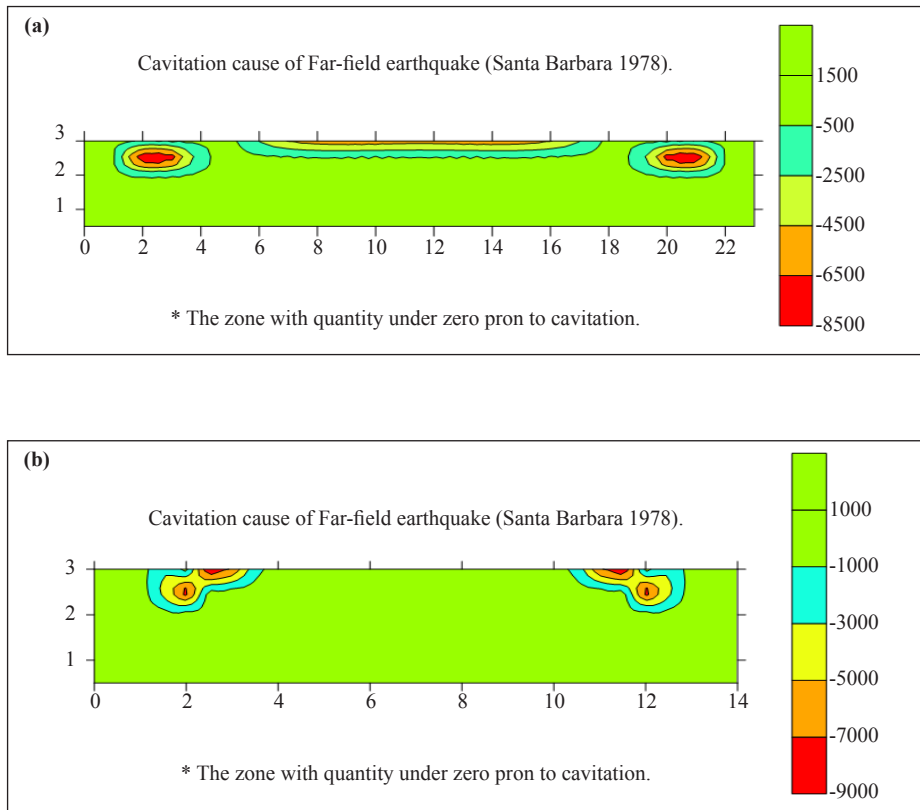 (a)
Cavitation cause of Far-field earthquake (Santa Barbara 1978).
3
2
1
0 2 4 6 8 10 12 14 16 18 20 22
1500
-500
-2500
-4500
-6500
-8500
* The zone with quantity under zero pron to cavitation.
(b)
Cavitation cause of Far-field earthquake (Santa Barbara 1978).
3
2
1
0 2 4 6 8 10 12 14
1000
-1000
-3000
-5000
-7000
-9000
* The zone with quantity under zero pron to cavitation.